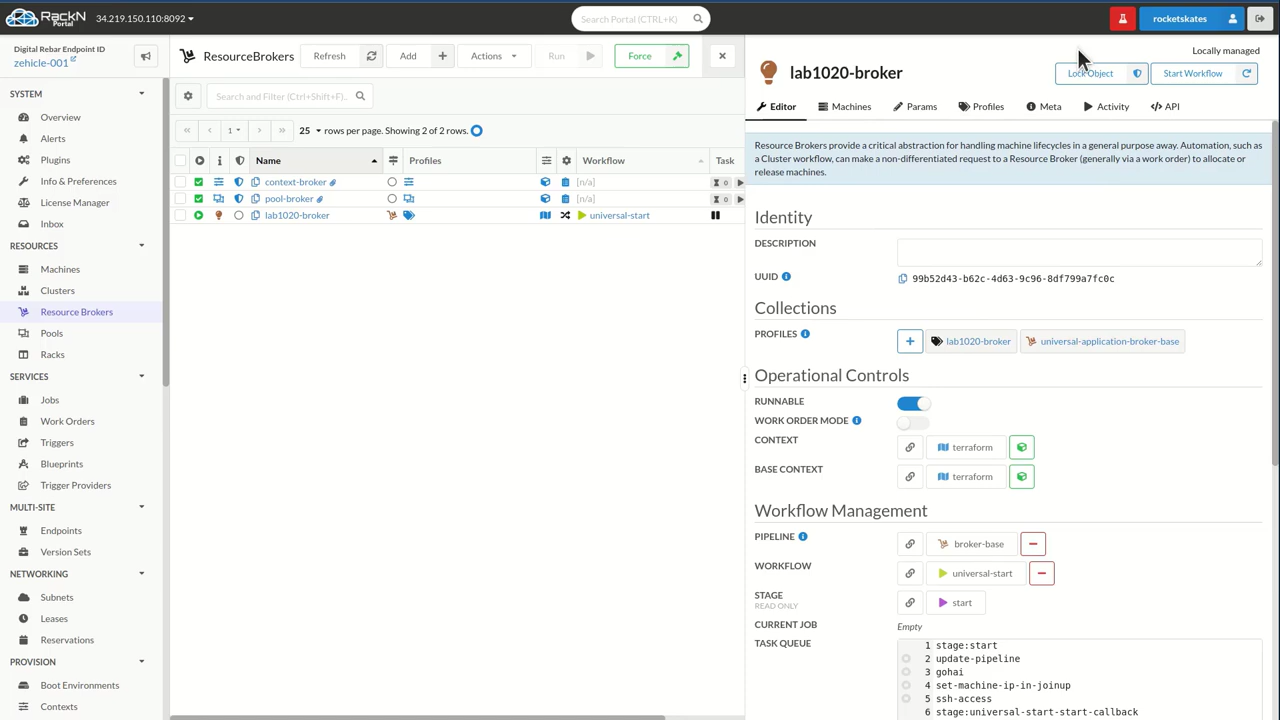 RackN Portal
34.219.150.110:8092
Search Portal (CTRL+K)
rocketskates
Digital Rebar Endpoint ID
zehicle-001
SYSTEM
Overview
Alerts
Plugins
Info & Preferences
License Manager
Inbox
RESOURCES
Machines
Clusters
Resource Brokers
Pools
Racks
SERVICES
Jobs
Work Orders
Triggers
Blueprints
Trigger Providers
MULTI-SITE
Endpoints
Version Sets
NETWORKING
Subnets
Leases
Reservations
PROVISION
Boot Environments
Contexts
ResourceBrokers
Refresh
Add
Actions
Run
Force
Search and Filter (Ctrl+Shift+F)..
1
25 rows per page. Showing 2 of 2 rows.
Name Profiles Workflow Task
context-broker [n/a] 0
pool-broker [n/a] 0
lab1020-broker universal-start
Locally managed
lab1020-broker
Lock Object
Start Workflow
Editor Machines Params Profiles Meta Activity API
Resource Brokers provide a critical abstraction for handling machine lifecycles in a general purpose away. Automation, such as
a Cluster workflow, can make a non-differentiated request to a Resource Broker (generally via a work order) to allocate or
release machines.
Identity
DESCRIPTION
UUID 99b52d43-b62c-4d63-9c96-8df799a7fc0c
Collections
PROFILES lab1020-broker universal-application-broker-base
Operational Controls
RUNNABLE
WORK ORDER MODE
CONTEXT terraform
BASE CONTEXT terraform
Workflow Management
PIPELINE broker-base
WORKFLOW universal-start
STAGE start
READ ONLY
CURRENT JOB Empty
TASK QUEUE
1 stage:start
2 update-pipeline
3 gohai
4 set-machine-ip-in-joinup
5 ssh-access
6 stage:universal-start-start-callback